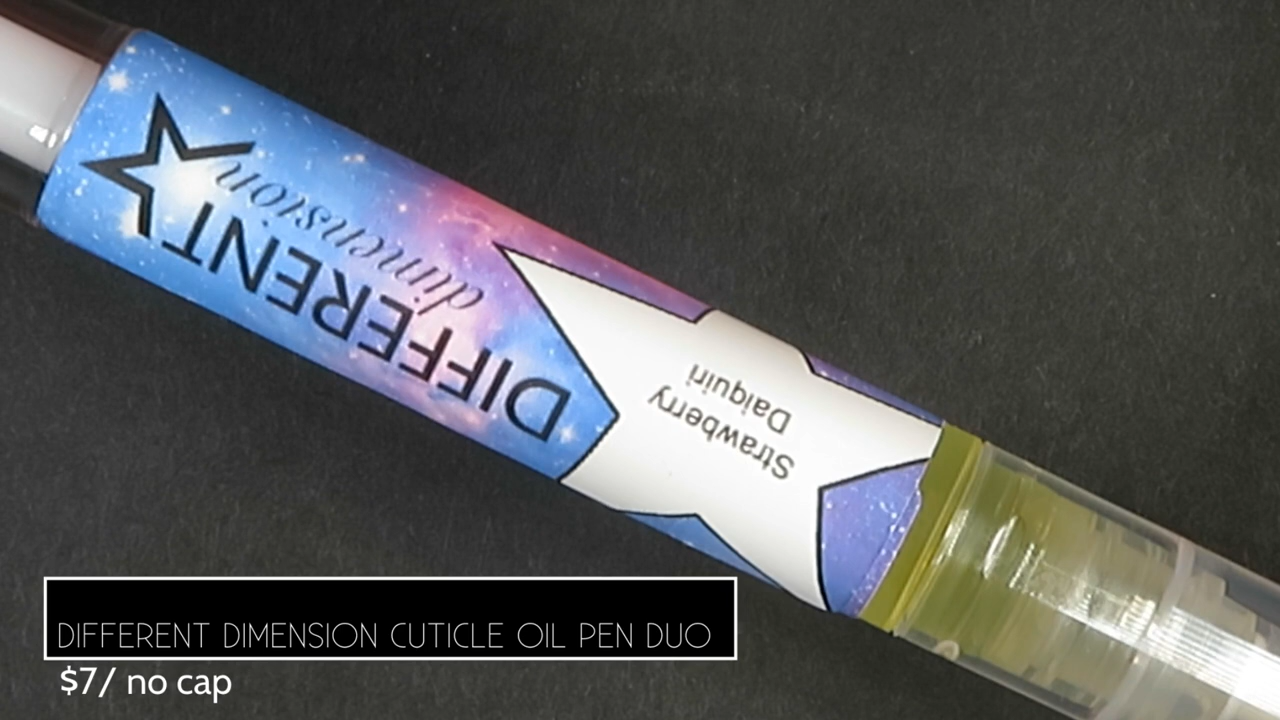 DIFFERENT
dimension
Strawberry
Daiquiri
DIFFERENT DIMENSION CUTICLE OIL PEN DUO
$7/ no cap